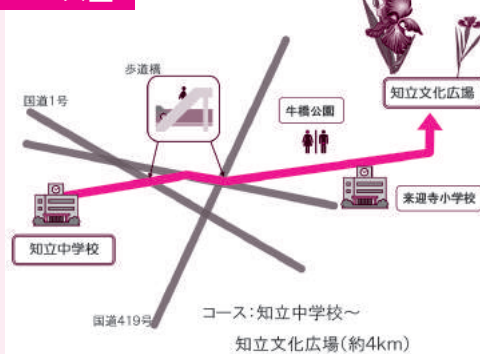 歩道橋
国道1号
牛橋公園
知立文化広場
来迎寺小学校
知立中学校
国道419号
コース：知立中学校～
知立文化広場(約4km)